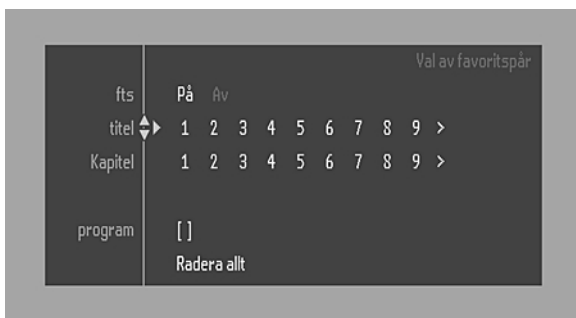 Val av favoritspår
fts På Av
titel 1 2 3 4 5 6 7 8 9 >
Kapitel 1 2 3 4 5 6 7 8 9 >
program [ ]
Radera allt